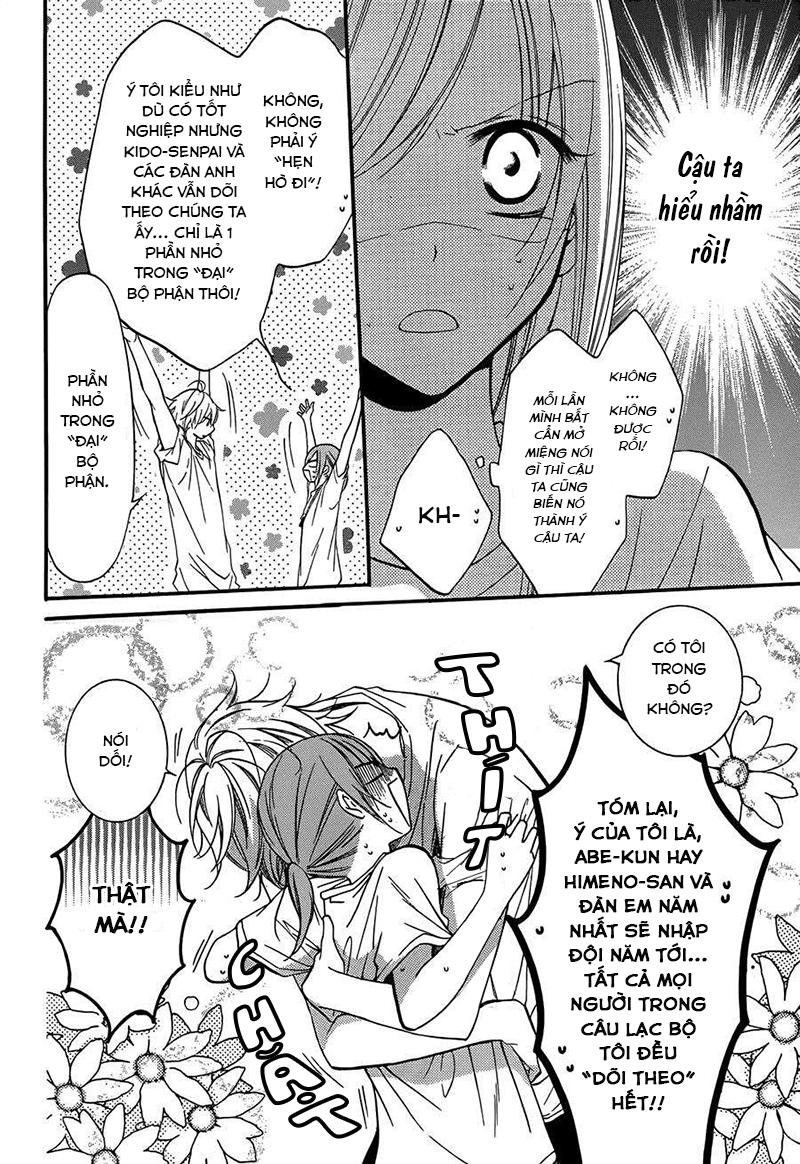 Cậu ta
hiểu nhầm
rồi!
KHÔNG
...
KHÔNG
ĐƯỢC
RỒI!
MỖI LẦN
MÌNH BẤT
CẨN MỞ
MIỆNG NÓI
GÌ THÌ CẬU
TA CŨNG
BIẾN NÓ
THÀNH Ý
CẬU TA!
KH-
KHÔNG,
KHÔNG
PHẢI Ý
"HẸN
HÒ ĐI"!
Ý TÔI KIỂU NHƯ
DÙ CÓ TỐT
NGHIỆP NHƯNG
KIDO-SENPAI VÀ
CÁC ĐÀN ANH
KHÁC VẪN DÕI
THEO CHÚNG TA
ẤY... CHỈ LÀ 1
PHẦN NHỎ
TRONG "ĐẠI"
BỘ PHẬN THÔI!
PHẦN
NHỎ
TRONG
"ĐẠI"
BỘ
PHẬN.
CÓ TÔI
TRONG
ĐÓ
KHÔNG?
TÓM LẠI,
Ý CỦA TÔI LÀ,
ABE-KUN HAY
HIMENO-SAN VÀ
ĐÀN EM NĂM
NHẤT SẼ NHẬP
ĐỘI NĂM TỚI...
TẤT CẢ MỌI
NGƯỜI TRONG
CÂU LẠC BỘ
TÔI ĐỀU
"DÕI THEO"
HẾT!!
THÍT
CHẶT
NÓI
DỐI!
THẬT
MÀ!!